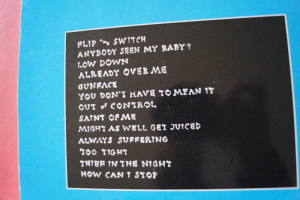 FLIP THE SWITCH
ANYBODY SEEN MY BABY?
LOW DOWN
ALREADY OVER ME
GUNFACE
YOU DON'T HAVE TO MEAN IT
OUT OF CONTROL
SAINT OF ME
MIGHT AS WELL GET JUICED
ALWAYS SUFFERING
TOO TIGHT
THIEF IN THE NIGHT
HOW CAN I STOP